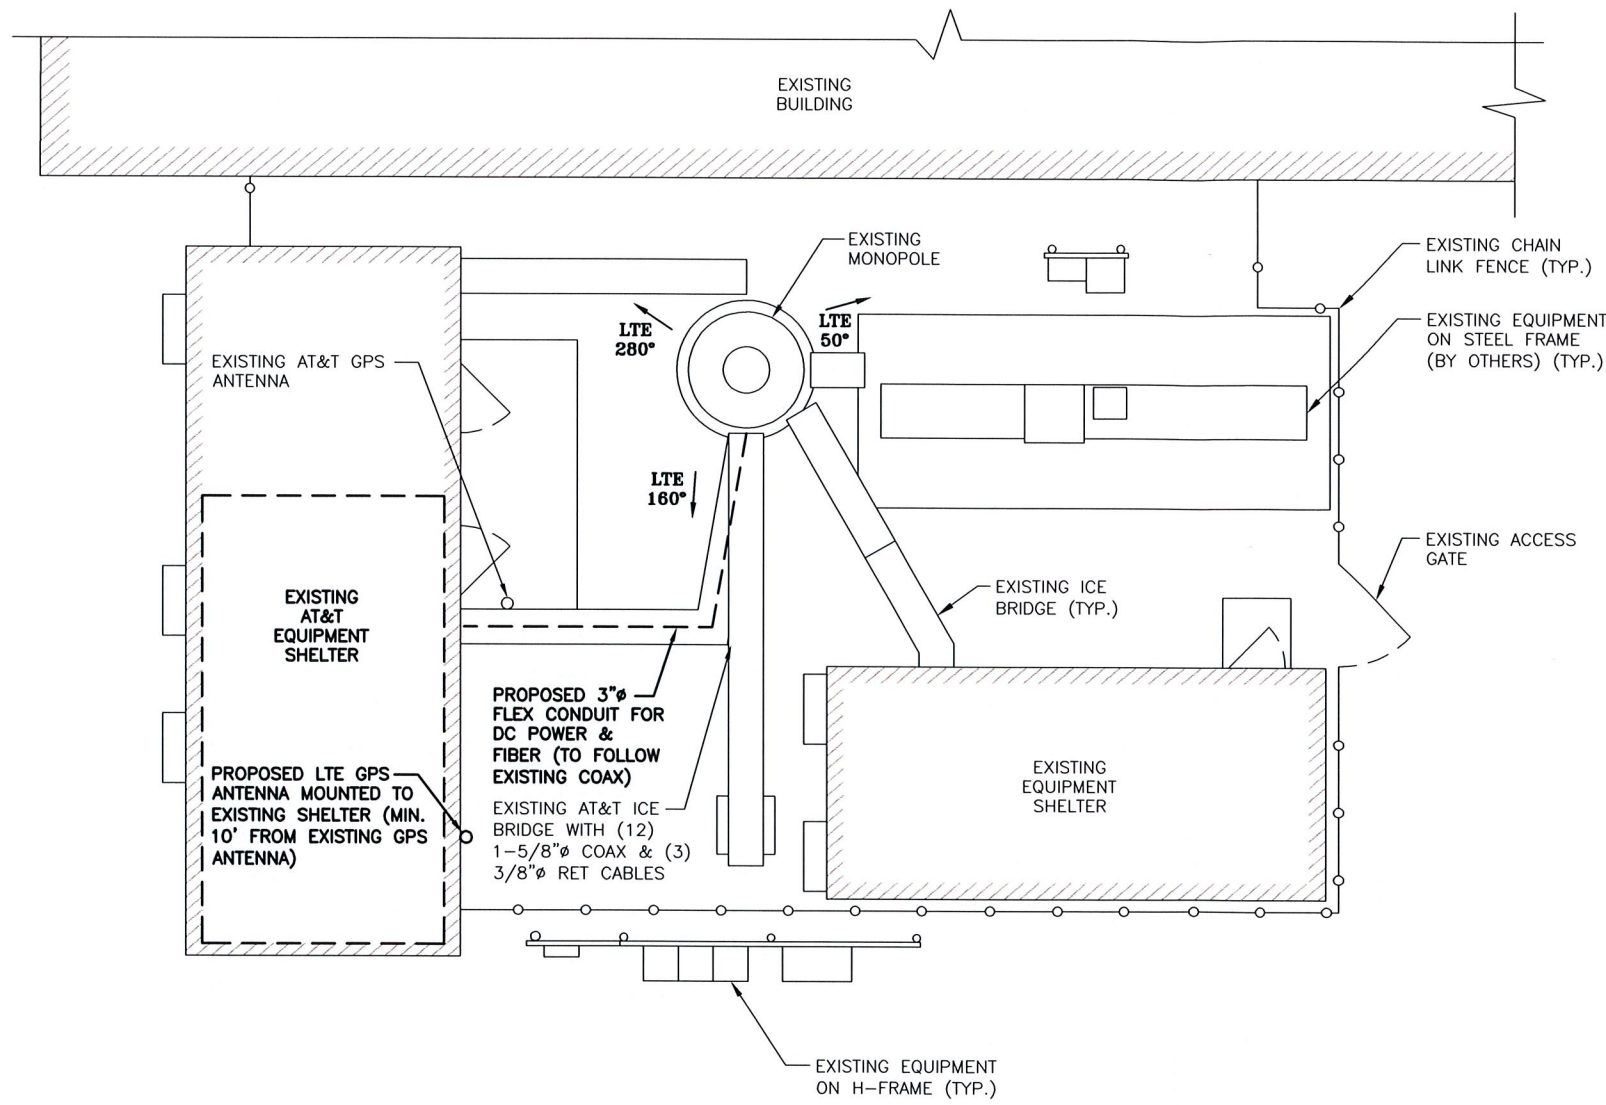 EXISTING
BUILDING
EXISTING
MONOPOLE
EXISTING CHAIN
LINK FENCE (TYP.)
LTE
280°
LTE
50°
EXISTING EQUIPMENT
ON STEEL FRAME
(BY OTHERS) (TYP.)
EXISTING AT&T GPS
ANTENNA
LTE
160°
EXISTING ACCESS
GATE
EXISTING ICE
BRIDGE (TYP.)
EXISTING
AT&T
EQUIPMENT
SHELTER
PROPOSED 3"ø
FLEX CONDUIT FOR
DC POWER &
FIBER (TO FOLLOW
EXISTING COAX)
PROPOSED LTE GPS
ANTENNA MOUNTED TO
EXISTING SHELTER (MIN.
10' FROM EXISTING GPS
ANTENNA)
EXISTING AT&T ICE
BRIDGE WITH (12)
1-5/8"ø COAX & (3)
3/8"ø RET CABLES
EXISTING
EQUIPMENT
SHELTER
EXISTING EQUIPMENT
ON H-FRAME (TYP.)